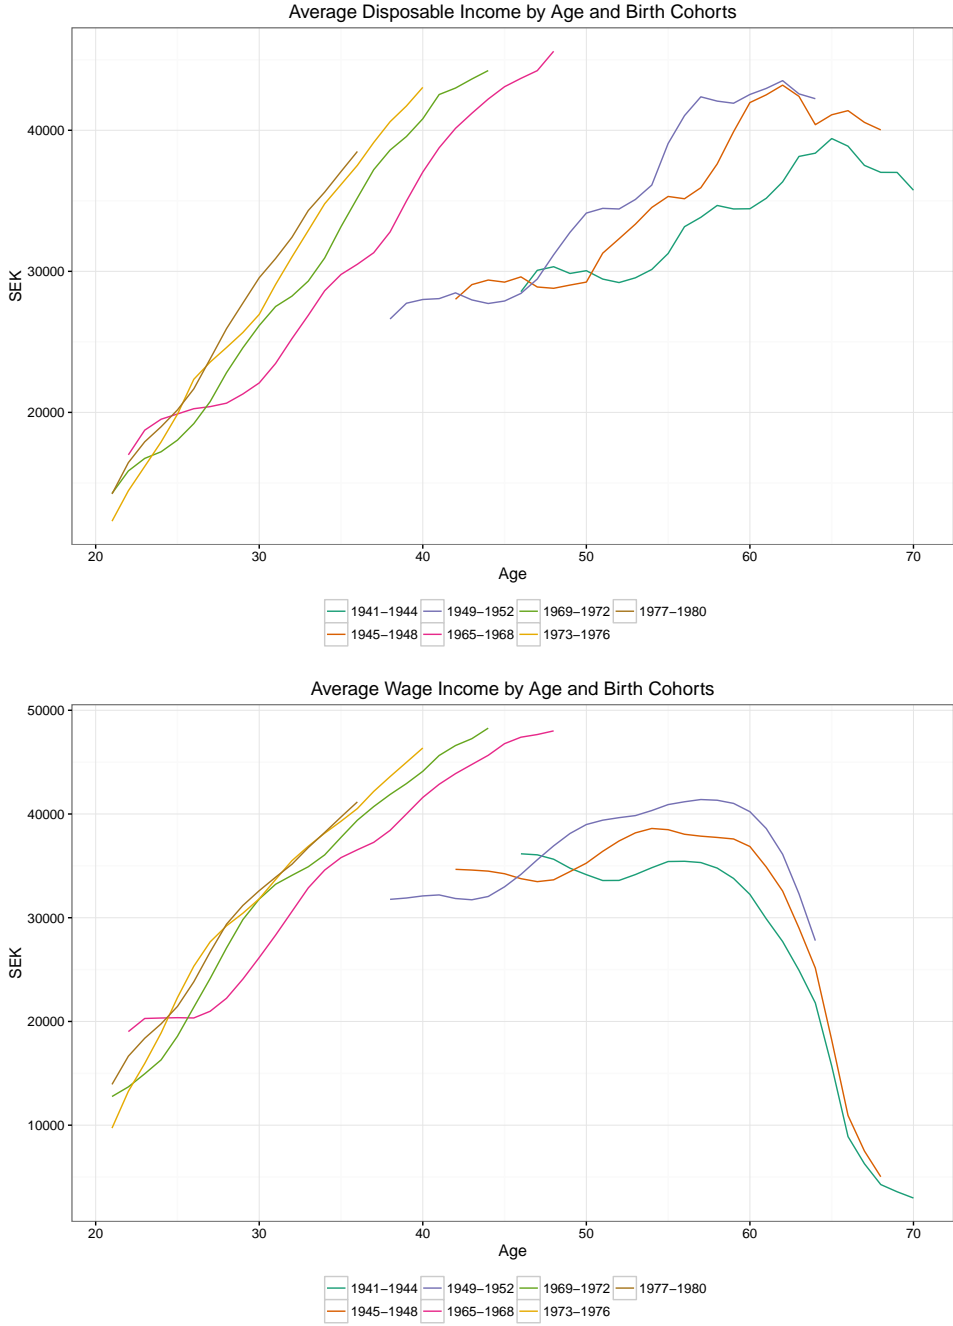 Average Disposable Income by Age and Birth Cohorts
SEK
40000
30000
20000
20 30 40 50 60 70
Age
1941−1944 1949−1952 1969−1972 1977−1980
1945−1948 1965−1968 1973−1976
Average Wage Income by Age and Birth Cohorts
SEK
50000
40000
30000
20000
10000
20 30 40 50 60 70
Age
1941−1944 1949−1952 1969−1972 1977−1980
1945−1948 1965−1968 1973−1976